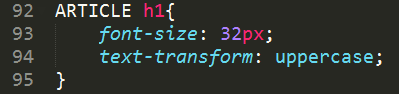 92 ARTICLE h1{
93 font-size: 32px;
94 text-transform: uppercase;
95 }